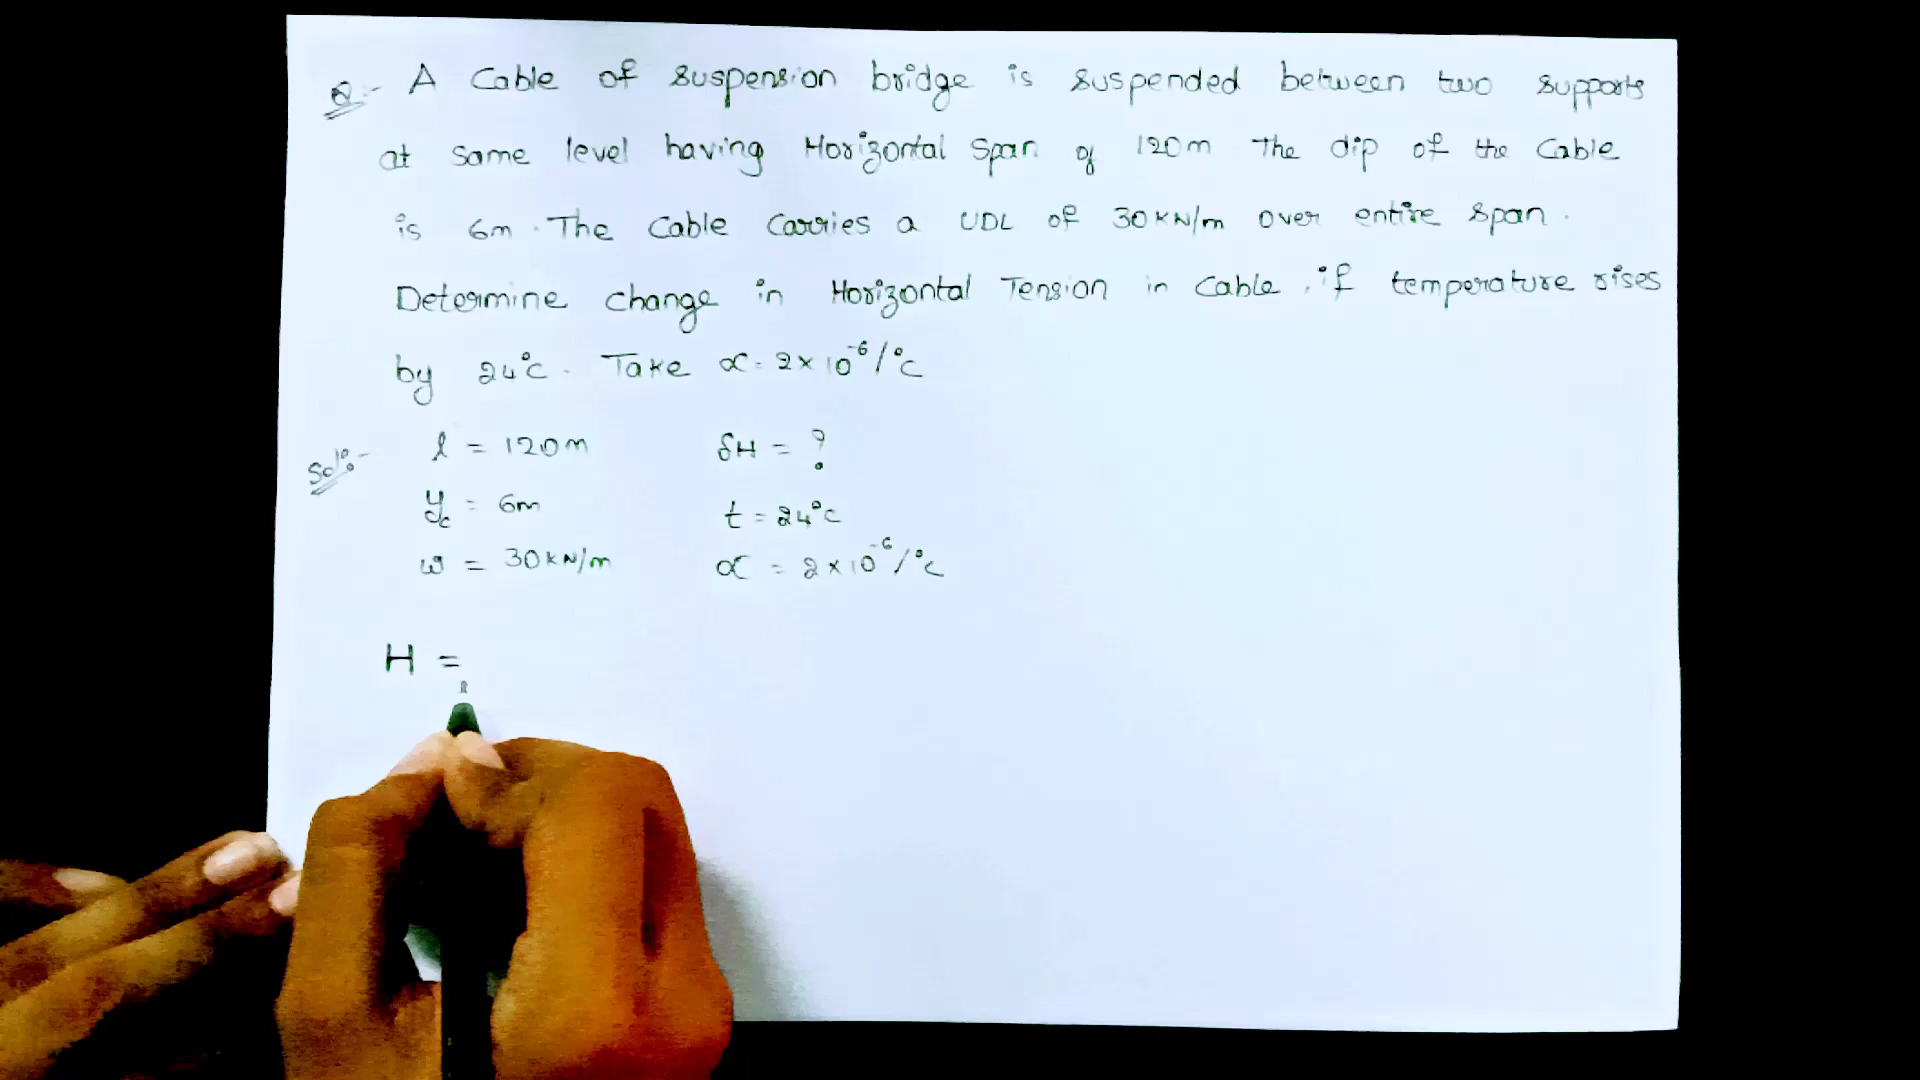 Q:- A Cable of suspension bridge is suspended between two supports
at same level having Horizontal Span of 120m The dip of the Cable
is 6m. The Cable Carries a UDL of 30KN/m over entire span.
Determine change in Horizontal Tension in Cable, if temperature rises
by 24°C. Take α = 2×10⁻⁶/°C
Sol:- l = 120m δH = ?
y_c = 6m t = 24°C
w = 30KN/m α = 2×10⁻⁶/°C
H =